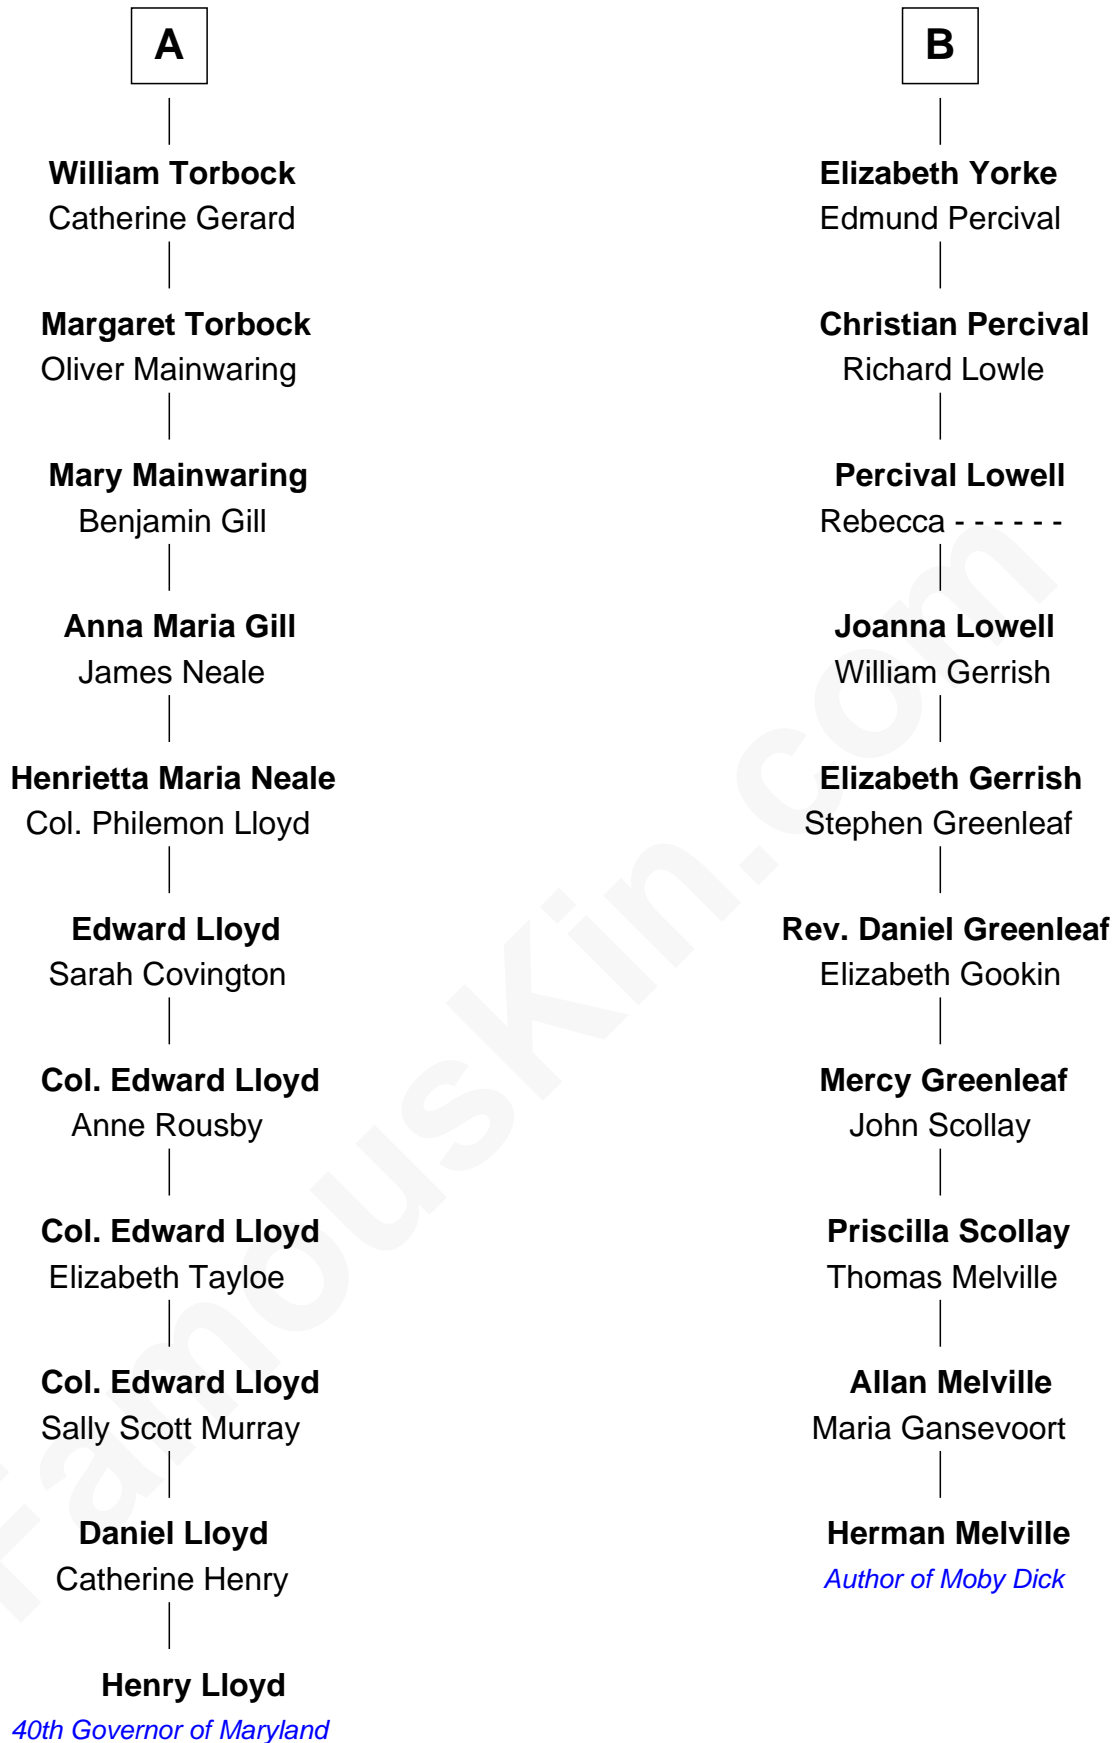 A
William Torbock
Catherine Gerard
Margaret Torbock
Oliver Mainwaring
Mary Mainwaring
Benjamin Gill
Anna Maria Gill
James Neale
Henrietta Maria Neale
Col. Philemon Lloyd
Edward Lloyd
Sarah Covington
Col. Edward Lloyd
Anne Rousby
Col. Edward Lloyd
Elizabeth Tayloe
Col. Edward Lloyd
Sally Scott Murray
Daniel Lloyd
Catherine Henry
Henry Lloyd
40th Governor of Maryland
B
Elizabeth Yorke
Edmund Percival
Christian Percival
Richard Lowle
Percival Lowell
Rebecca - - - - - -
Joanna Lowell
William Gerrish
Elizabeth Gerrish
Stephen Greenleaf
Rev. Daniel Greenleaf
Elizabeth Gookin
Mercy Greenleaf
John Scollay
Priscilla Scollay
Thomas Melville
Allan Melville
Maria Gansevoort
Herman Melville
Author of Moby Dick
FamousKin.com